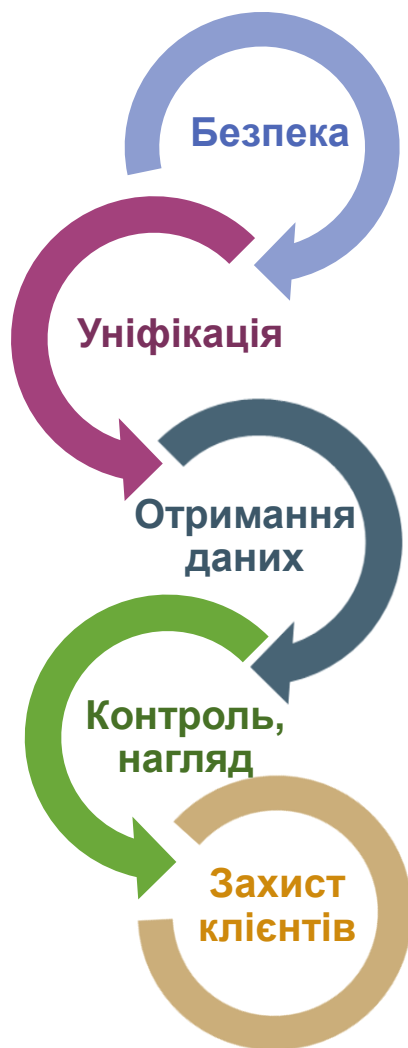 Безпека
Уніфікація
Отримання
даних
Контроль,
нагляд
Захист
клієнтів